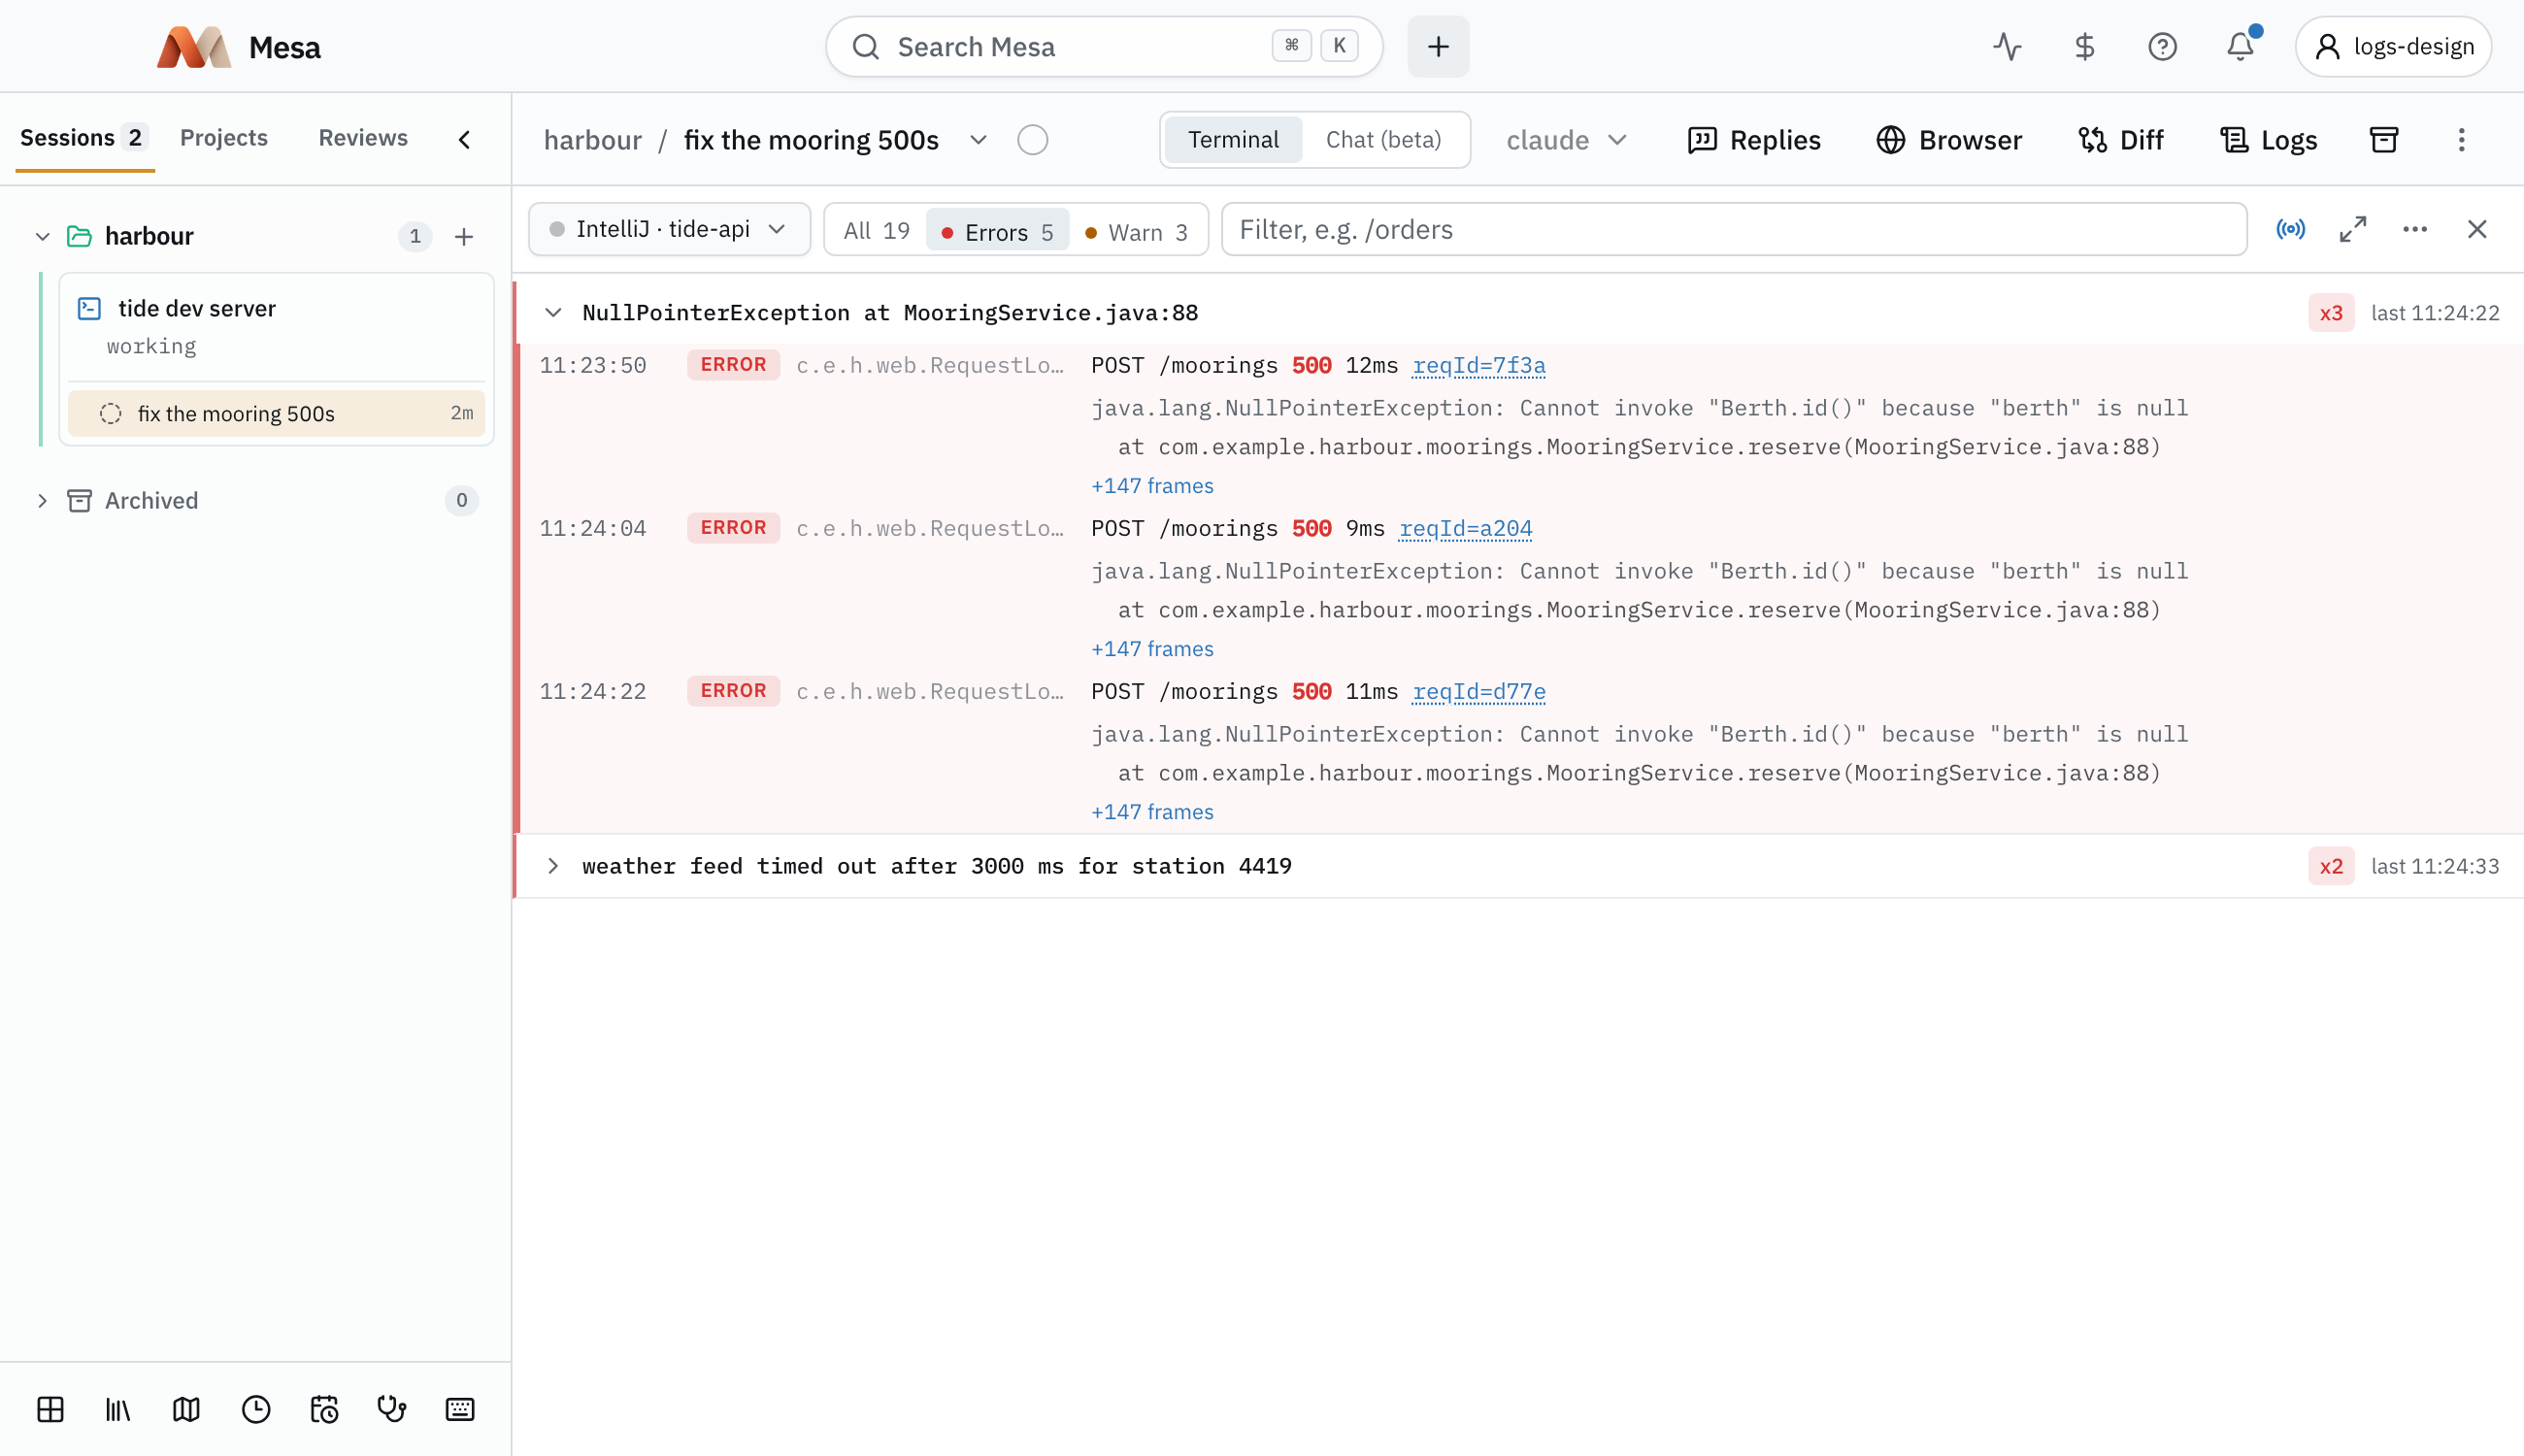 Mesa
Search Mesa ⌘ K
logs-design
Sessions 2 Projects Reviews
harbour / fix the mooring 500s
Terminal Chat (beta)
claude
Replies Browser Diff Logs
harbour 1
tide dev server
working
fix the mooring 500s 2m
Archived 0
IntelliJ · tide-api
All 19 Errors 5 Warn 3
Filter, e.g. /orders
NullPointerException at MooringService.java:88 x3 last 11:24:22
11:23:50 ERROR c.e.h.web.RequestLo… POST /moorings 500 12ms reqId=7f3a
java.lang.NullPointerException: Cannot invoke "Berth.id()" because "berth" is null
at com.example.harbour.moorings.MooringService.reserve(MooringService.java:88)
+147 frames
11:24:04 ERROR c.e.h.web.RequestLo… POST /moorings 500 9ms reqId=a204
java.lang.NullPointerException: Cannot invoke "Berth.id()" because "berth" is null
at com.example.harbour.moorings.MooringService.reserve(MooringService.java:88)
+147 frames
11:24:22 ERROR c.e.h.web.RequestLo… POST /moorings 500 11ms reqId=d77e
java.lang.NullPointerException: Cannot invoke "Berth.id()" because "berth" is null
at com.example.harbour.moorings.MooringService.reserve(MooringService.java:88)
+147 frames
weather feed timed out after 3000 ms for station 4419 x2 last 11:24:33